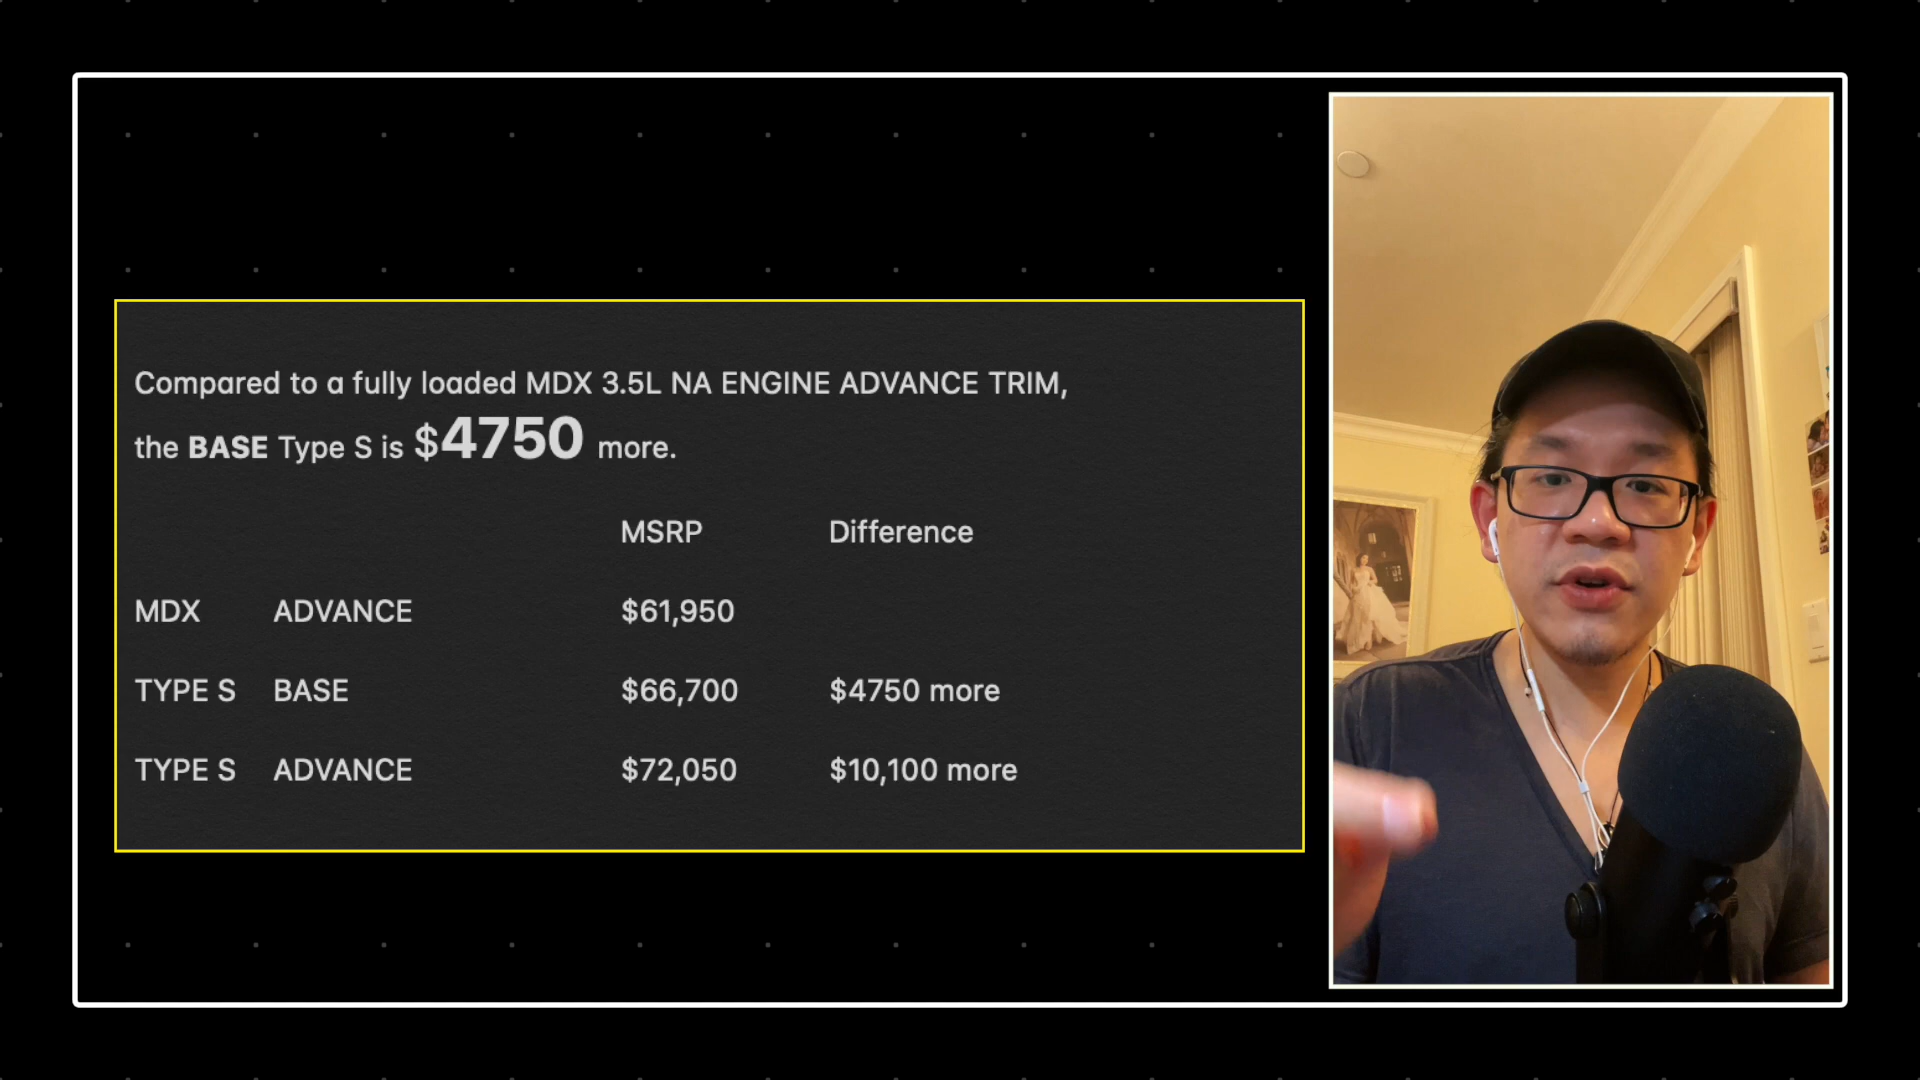 Compared to a fully loaded MDX 3.5L NA ENGINE ADVANCE TRIM,
the BASE Type S is $4750 more.
MSRP Difference
MDX ADVANCE $61,950
TYPE S BASE $66,700 $4750 more
TYPE S ADVANCE $72,050 $10,100 more